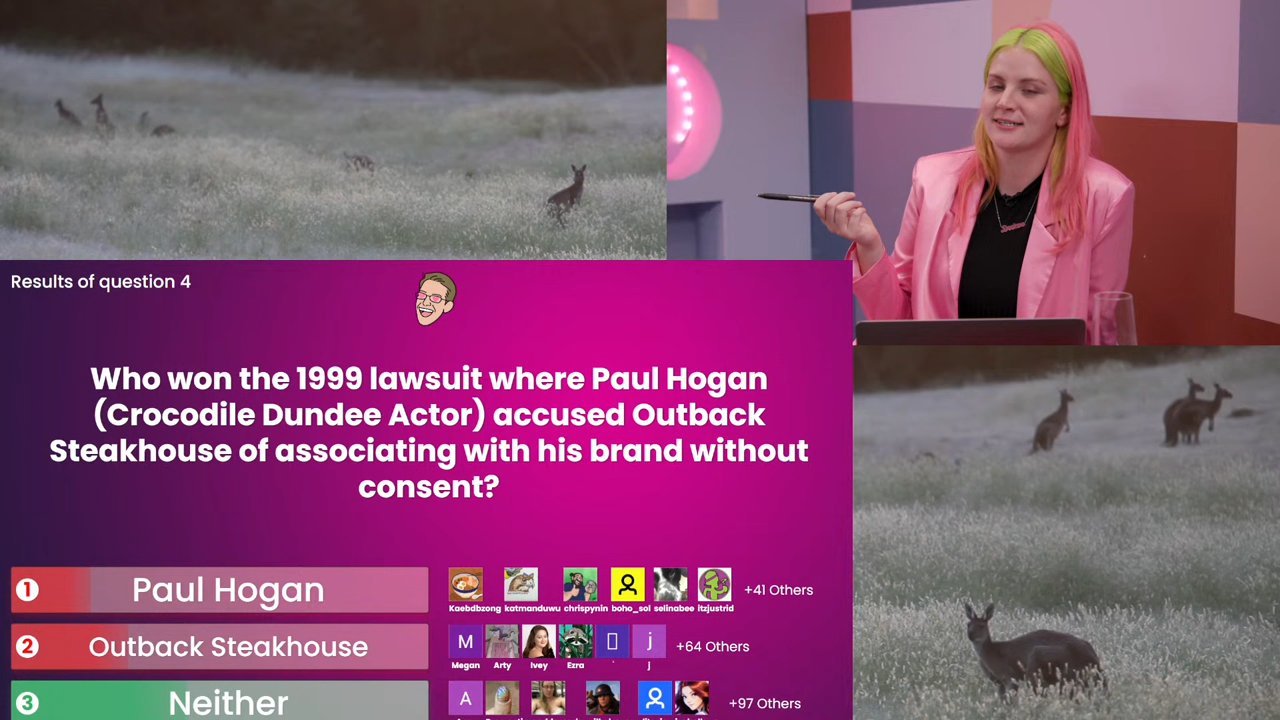 Results of question 4
Who won the 1999 lawsuit where Paul Hogan
(Crocodile Dundee Actor) accused Outback
Steakhouse of associating with his brand without
consent?
1 Paul Hogan
Kaebdbzong katmanduwu chrispynin boho_sol selinabee itzjustrid +41 Others
2 Outback Steakhouse
M j +64 Others
Megan Arty Ivey Ezra j
3 Neither
A +97 Others